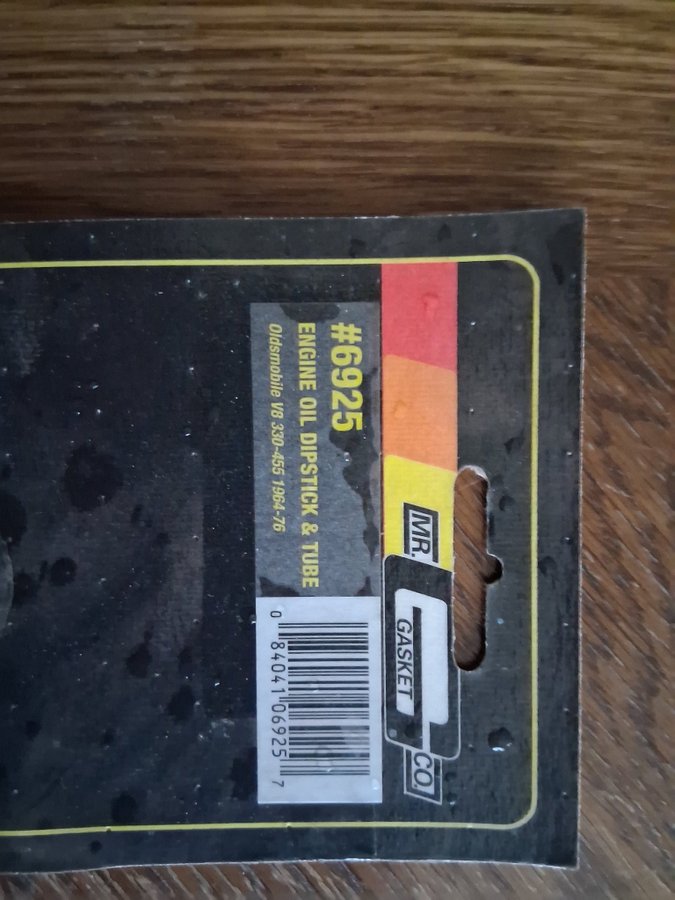 MR.
GASKET
CO.
#6925
ENGINE OIL DIPSTICK & TUBE
Oldsmobile V8 330-455 1964-76
0 84041 06925 7